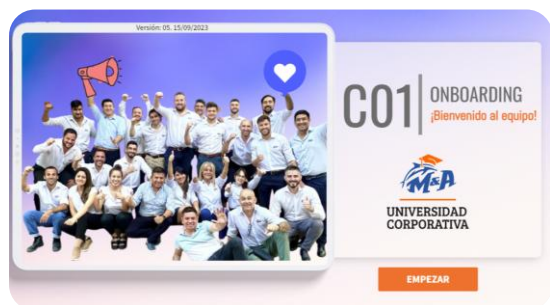 Versión: 05. 15/09/2023
C01
ONBOARDING
¡Bienvenido al equipo!
M&A
UNIVERSIDAD
CORPORATIVA
EMPEZAR